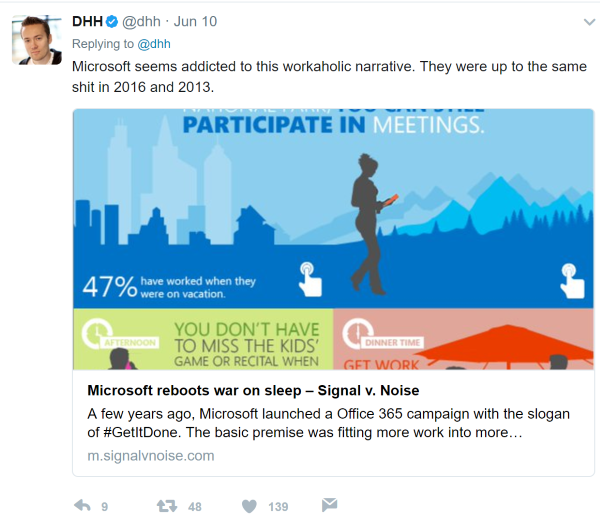 DHH @dhh · Jun 10
Replying to @dhh
Microsoft seems addicted to this workaholic narrative. They were up to the same
shit in 2016 and 2013.
NATIONAL PARK, YOU CAN STILL
PARTICIPATE IN MEETINGS.
47% have worked when they
were on vacation.
AFTERNOON
YOU DON'T HAVE
TO MISS THE KIDS'
GAME OR RECITAL WHEN
DINNER TIME
GET WORK
Microsoft reboots war on sleep – Signal v. Noise
A few years ago, Microsoft launched a Office 365 campaign with the slogan
of #GetItDone. The basic premise was fitting more work into more…
m.signalvnoise.com
9 48 139